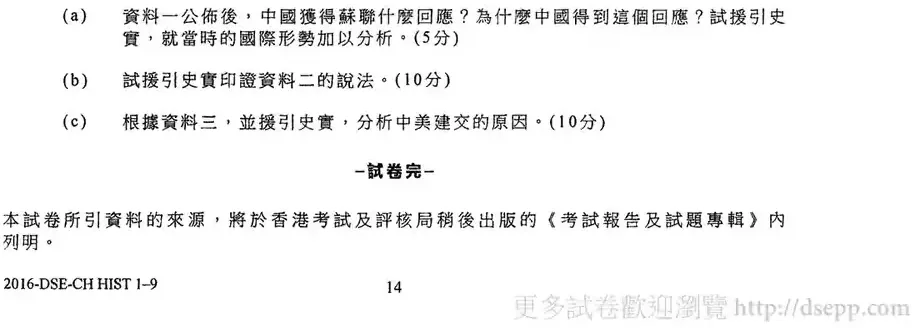 (a) 資料一公佈後，中國獲得蘇聯什麼回應？為什麼中國得到這個回應？試援引史
實，就當時的國際形勢加以分析。(5分)
(b) 試援引史實印證資料二的說法。(10分)
(c) 根據資料三，並援引史實，分析中美建交的原因。(10分)
–試卷完–
本試卷所引資料的來源，將於香港考試及評核局稍後出版的《考試報告及試題專輯》內
列明。
2016-DSE-CH HIST 1–9
14
更多試卷歡迎瀏覽 http://dsepp.com/